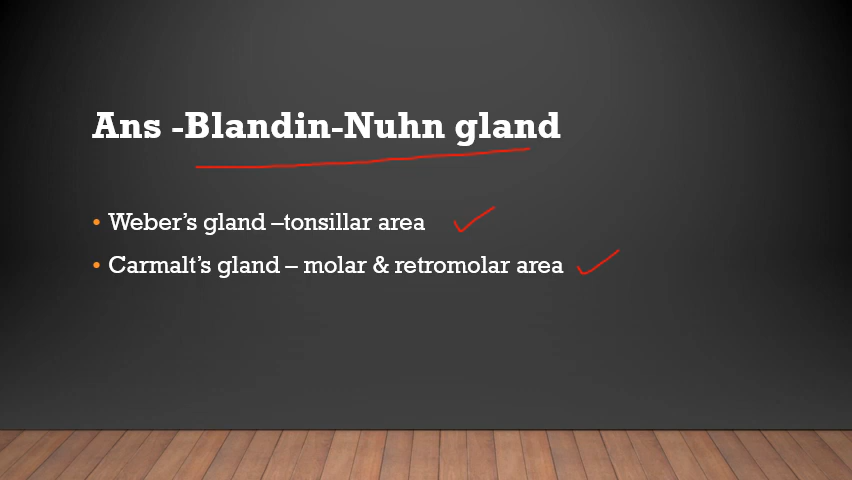 Ans -Blandin-Nuhn gland
• Weber’s gland –tonsillar area
• Carmalt’s gland – molar & retromolar area